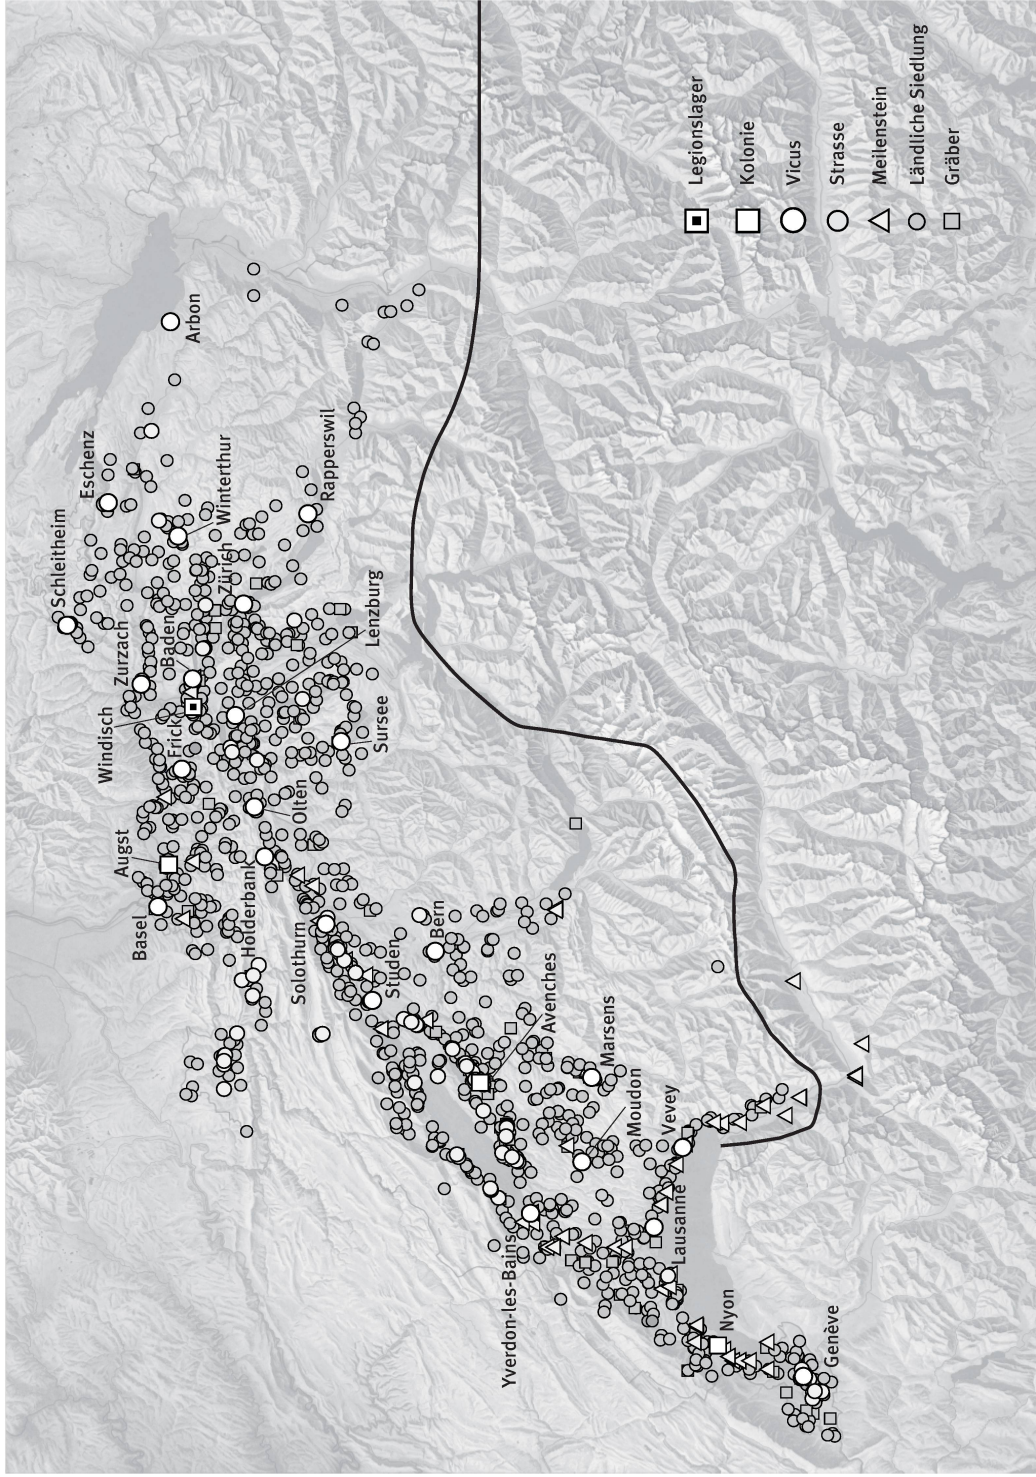 Schleitheim
Eschenz
Arbon
Winterthur
Rapperswil
Zurzach
Baden
Zürich
Windisch
Frick
Lenzburg
Sursee
Augst
Basel
Olten
Holderbank
Solothurn
Studen
Bern
Avenches
Marsens
Moudon
Vevey
Lausanne
Yverdon-les-Bains
Nyon
Genève
Legionslager
Kolonie
Vicus
Strasse
Meilenstein
Ländliche Siedlung
Gräber